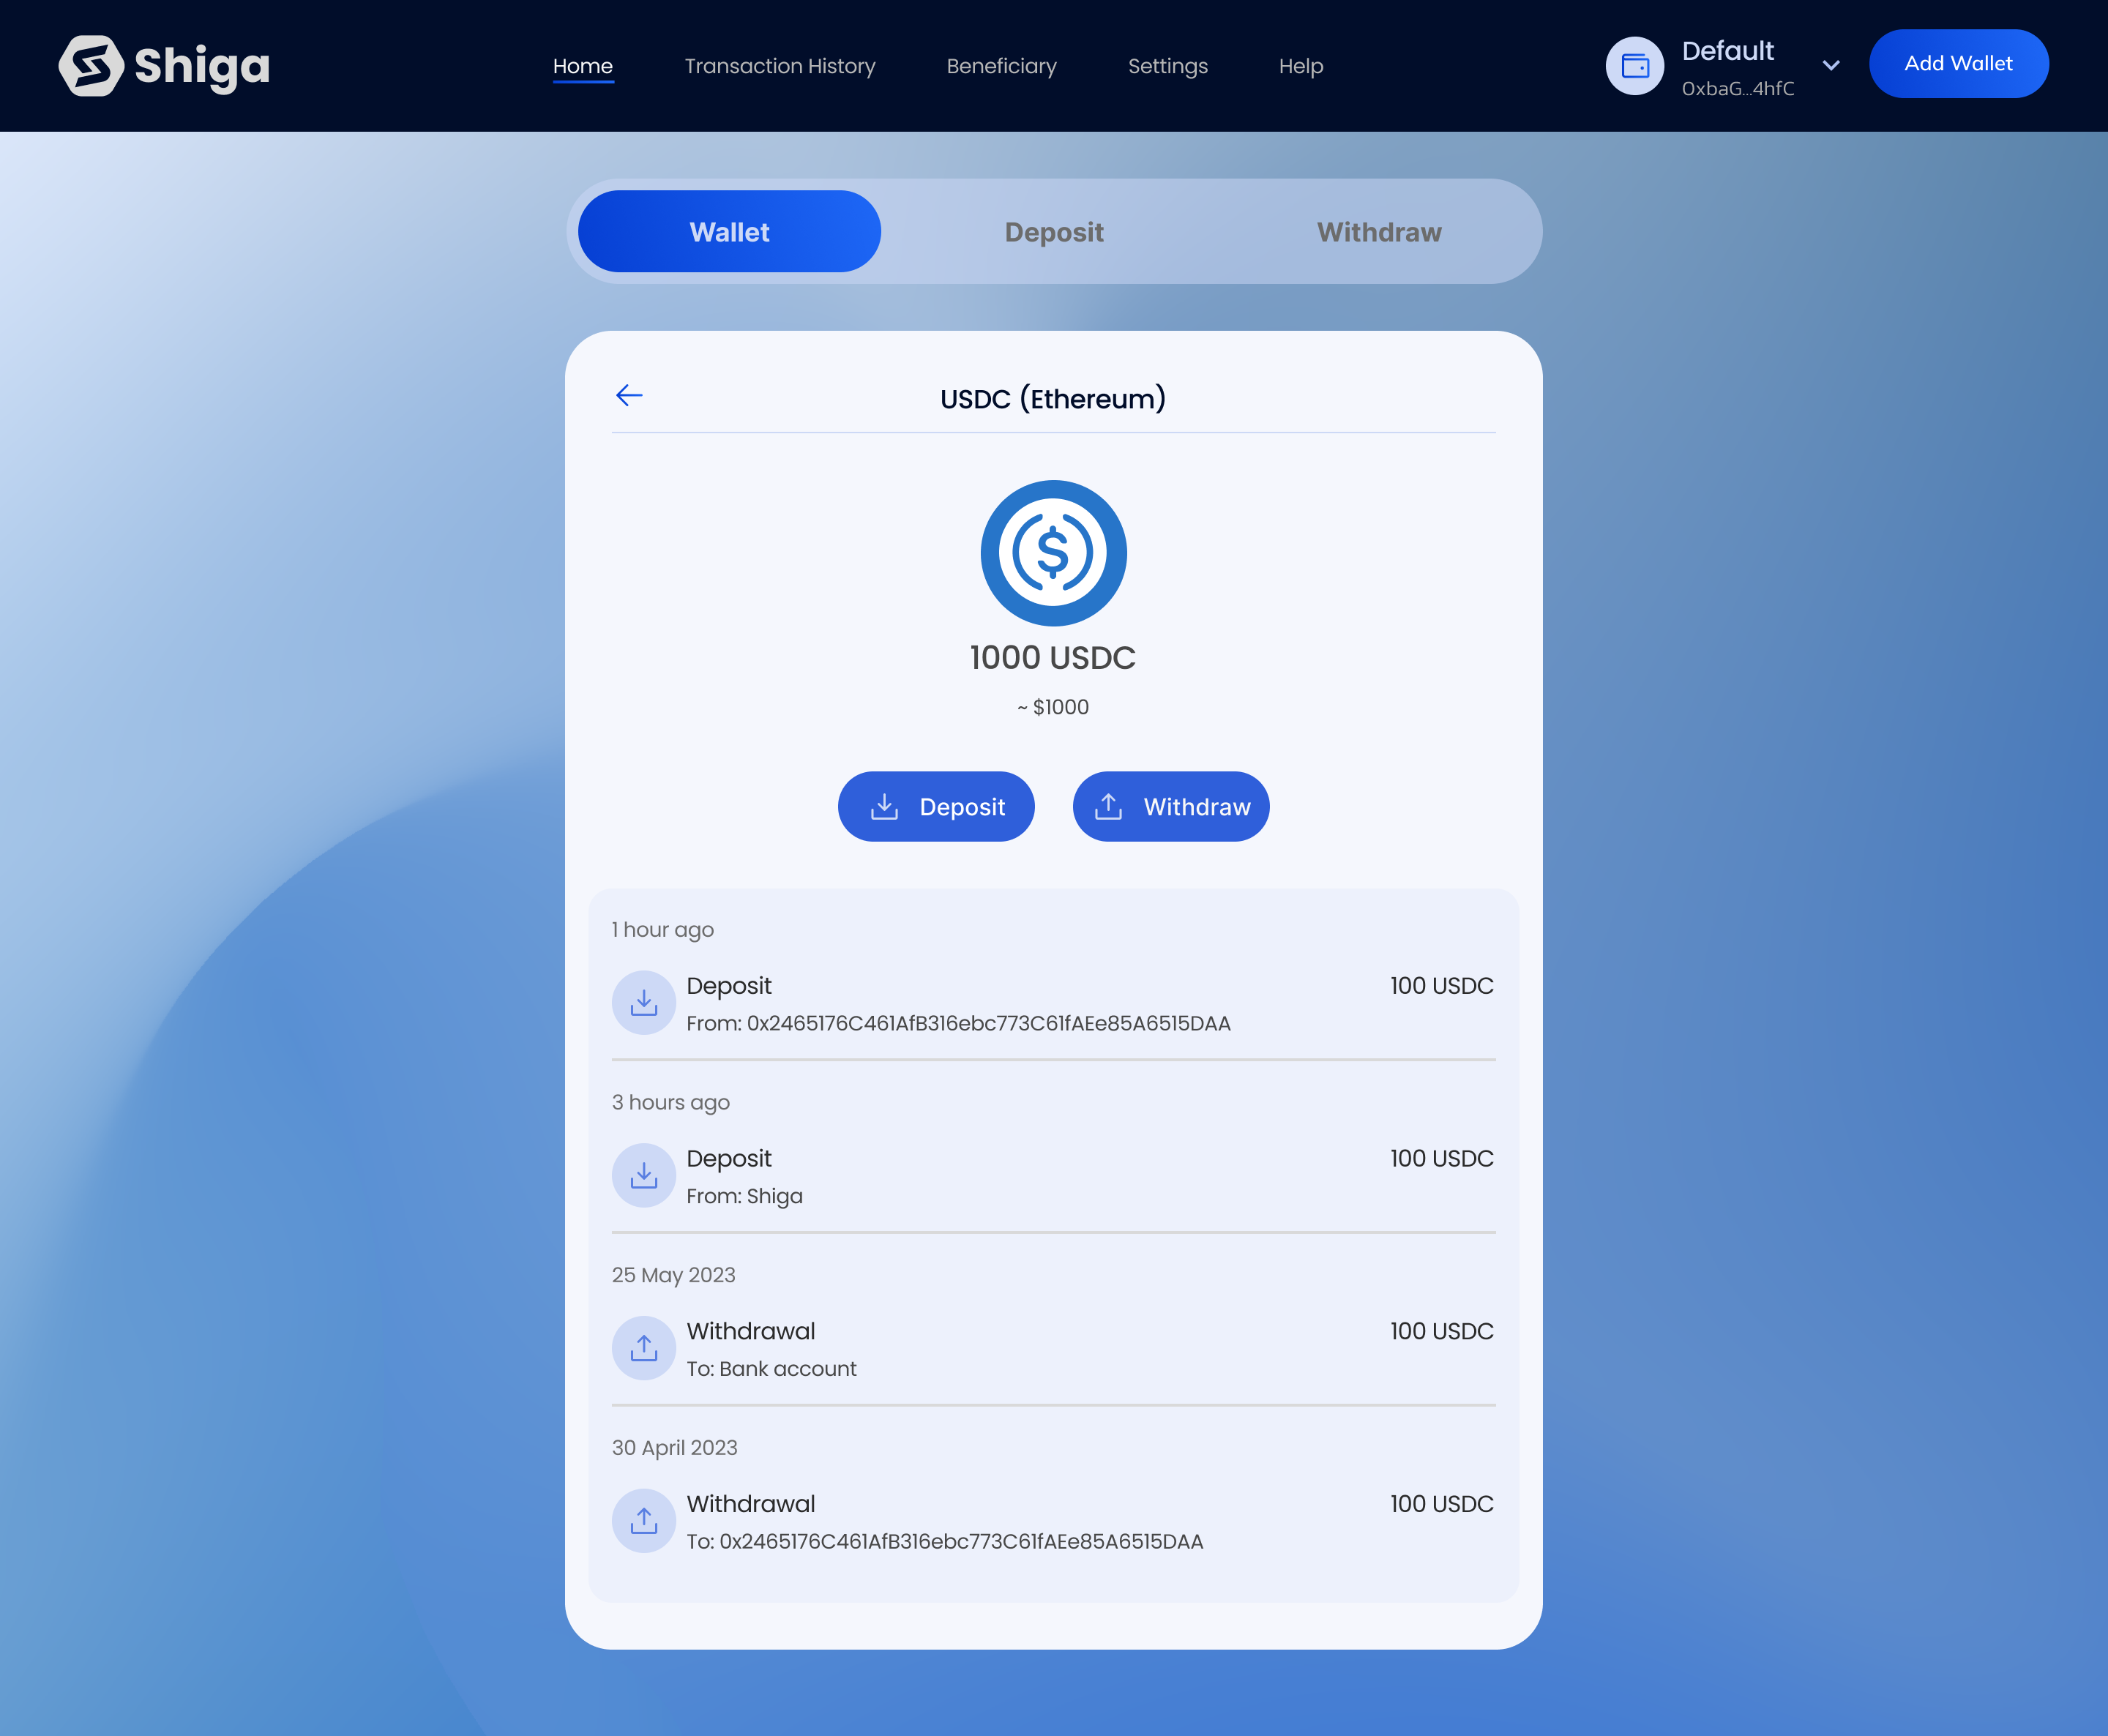 Shiga
Home Transaction History Beneficiary Settings Help
Default
0xbaG...4hfC
Add Wallet
Wallet Deposit Withdraw
USDC (Ethereum)
$
1000 USDC
~ $1000
Deposit Withdraw
1 hour ago
Deposit 100 USDC
From: 0x2465176C461AfB316ebc773C61fAEe85A6515DAA
3 hours ago
Deposit 100 USDC
From: Shiga
25 May 2023
Withdrawal 100 USDC
To: Bank account
30 April 2023
Withdrawal 100 USDC
To: 0x2465176C461AfB316ebc773C61fAEe85A6515DAA